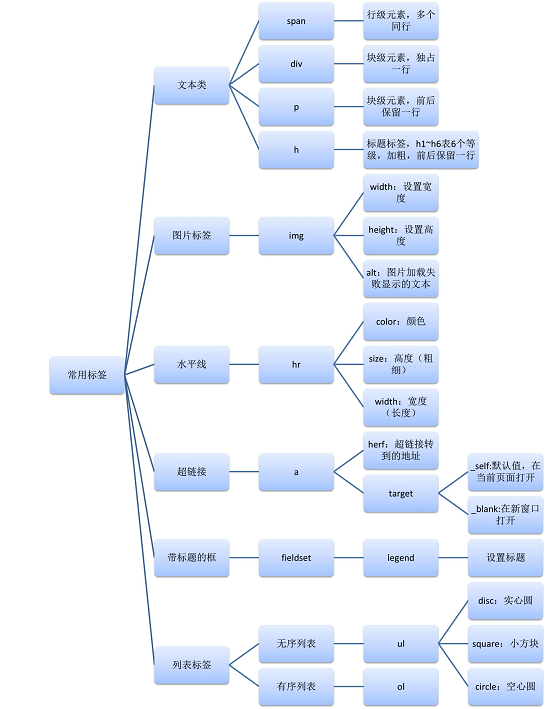 常用标签
文本类
span
行级元素，多个
同行
div
块级元素，独占
一行
p
块级元素，前后
保留一行
h
标题标签，h1~h6表6个等
级，加粗，前后保留一行
图片标签
img
width：设置宽
度
height：设置高
度
alt：图片加载失
败显示的文本
水平线
hr
color：颜色
size：高度（粗
细）
width：宽度
（长度）
超链接
a
herf：超链接转
到的地址
target
_self:默认值，在
当前页面打开
_blank:在新窗口
打开
带标题的框
fieldset
legend
设置标题
列表标签
无序列表
ul
disc：实心圆
square：小方块
circle：空心圆
有序列表
ol